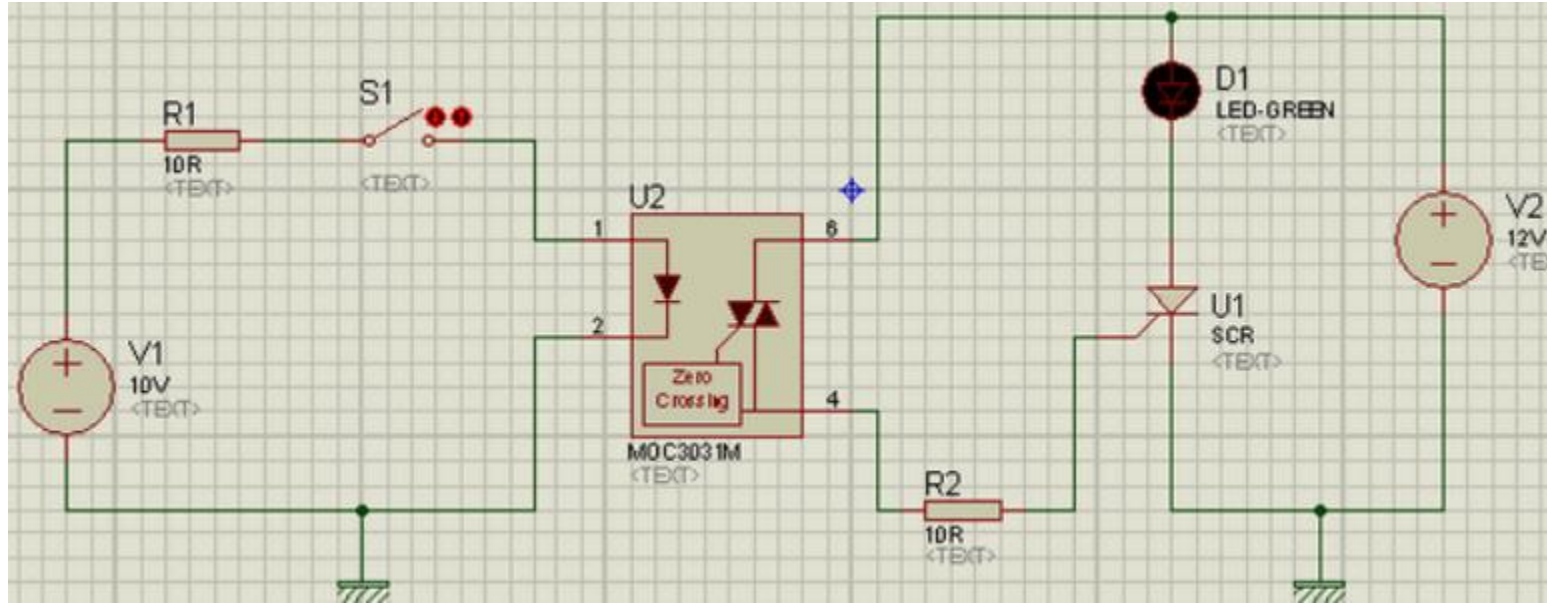 R1
10R
<TEXT>
S1
<TEXT>
V1
10V
<TEXT>
U2
1
2
6
4
Zero
Crossing
MOC3031M
<TEXT>
R2
10R
<TEXT>
D1
LED-GREEN
<TEXT>
U1
SCR
<TEXT>
V2
12V
<TE